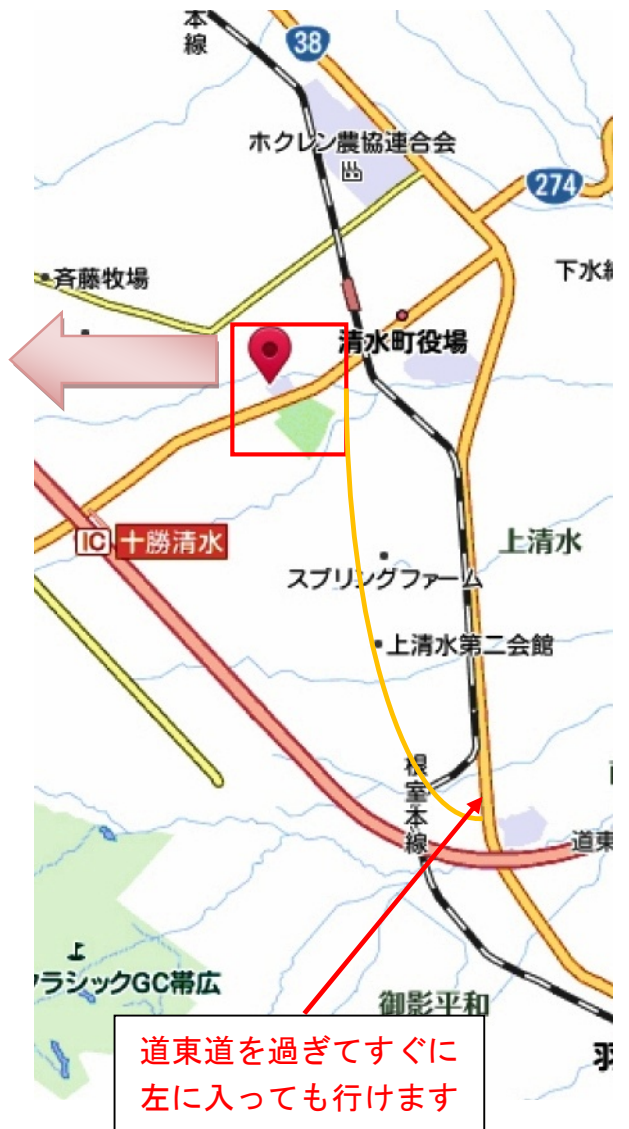 本線
38
ホクレン農協連合会
274
斉藤牧場
下水
清水町役場
IC 十勝清水
上清水
スプリングファーム
上清水第二会館
根室本線
道東
クラシックGC帯広
御影平和
羽
道東道を過ぎてすぐに
左に入っても行けます